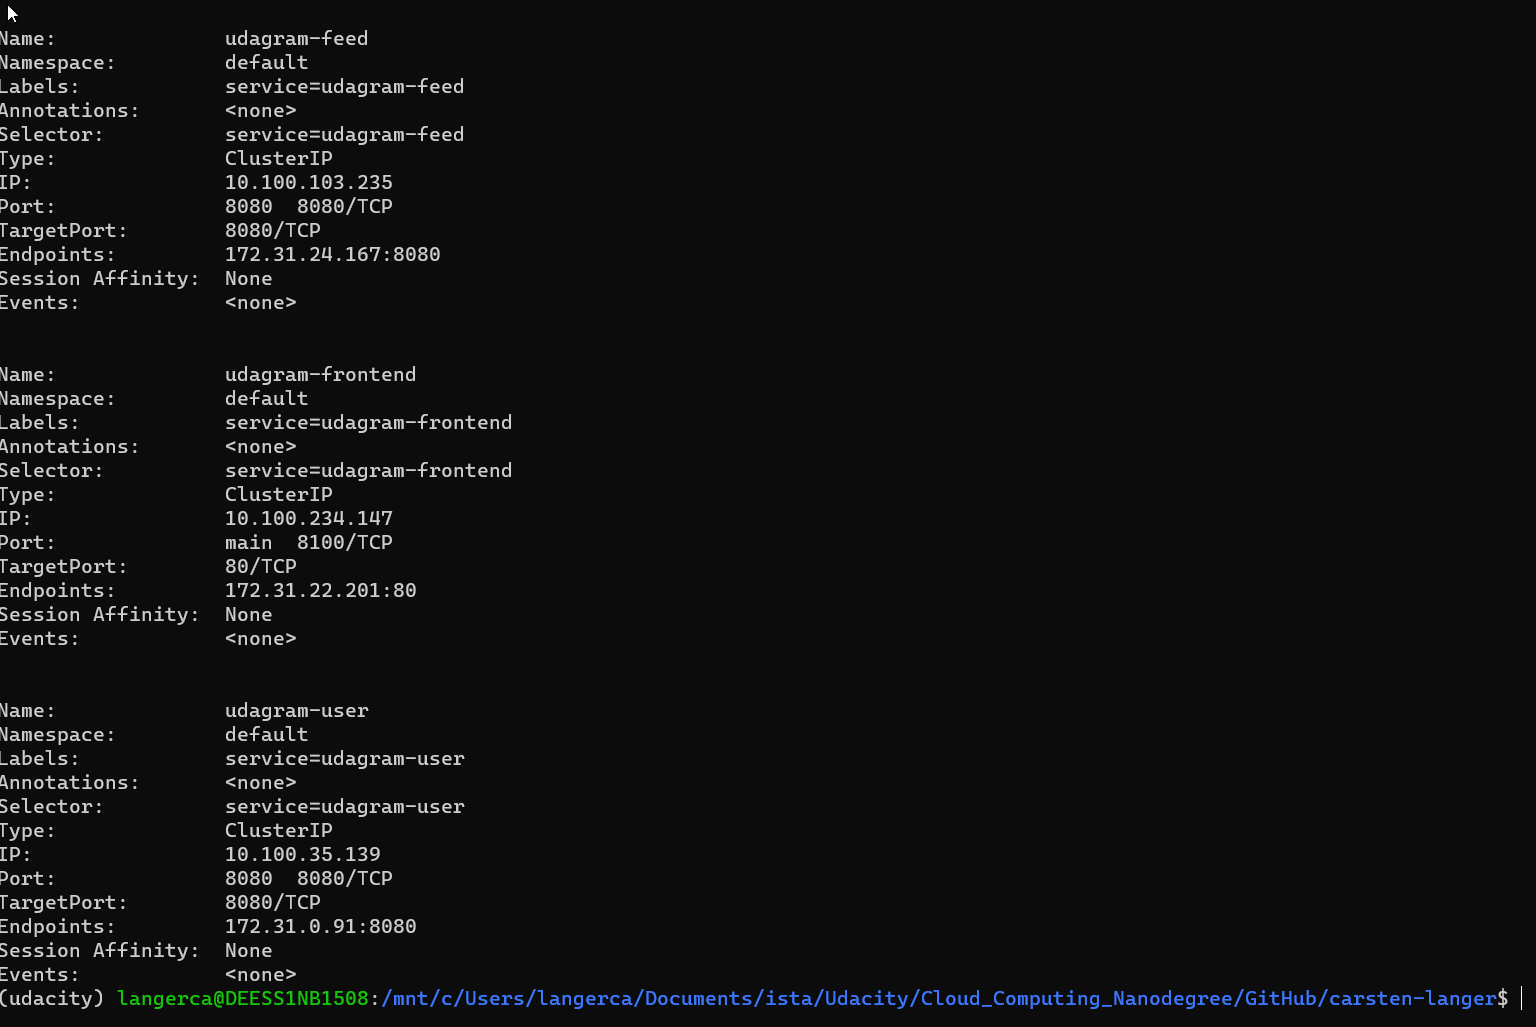 Name:              udagram-feed
Namespace:         default
Labels:            service=udagram-feed
Annotations:       <none>
Selector:          service=udagram-feed
Type:              ClusterIP
IP:                10.100.103.235
Port:              8080  8080/TCP
TargetPort:        8080/TCP
Endpoints:         172.31.24.167:8080
Session Affinity:  None
Events:            <none>
Name:              udagram-frontend
Namespace:         default
Labels:            service=udagram-frontend
Annotations:       <none>
Selector:          service=udagram-frontend
Type:              ClusterIP
IP:                10.100.234.147
Port:              main  8100/TCP
TargetPort:        80/TCP
Endpoints:         172.31.22.201:80
Session Affinity:  None
Events:            <none>
Name:              udagram-user
Namespace:         default
Labels:            service=udagram-user
Annotations:       <none>
Selector:          service=udagram-user
Type:              ClusterIP
IP:                10.100.35.139
Port:              8080  8080/TCP
TargetPort:        8080/TCP
Endpoints:         172.31.0.91:8080
Session Affinity:  None
Events:            <none>
(udacity) langerca@DEESS1NB1508:/mnt/c/Users/langerca/Documents/ista/Udacity/Cloud_Computing_Nanodegree/GitHub/carsten-langer$